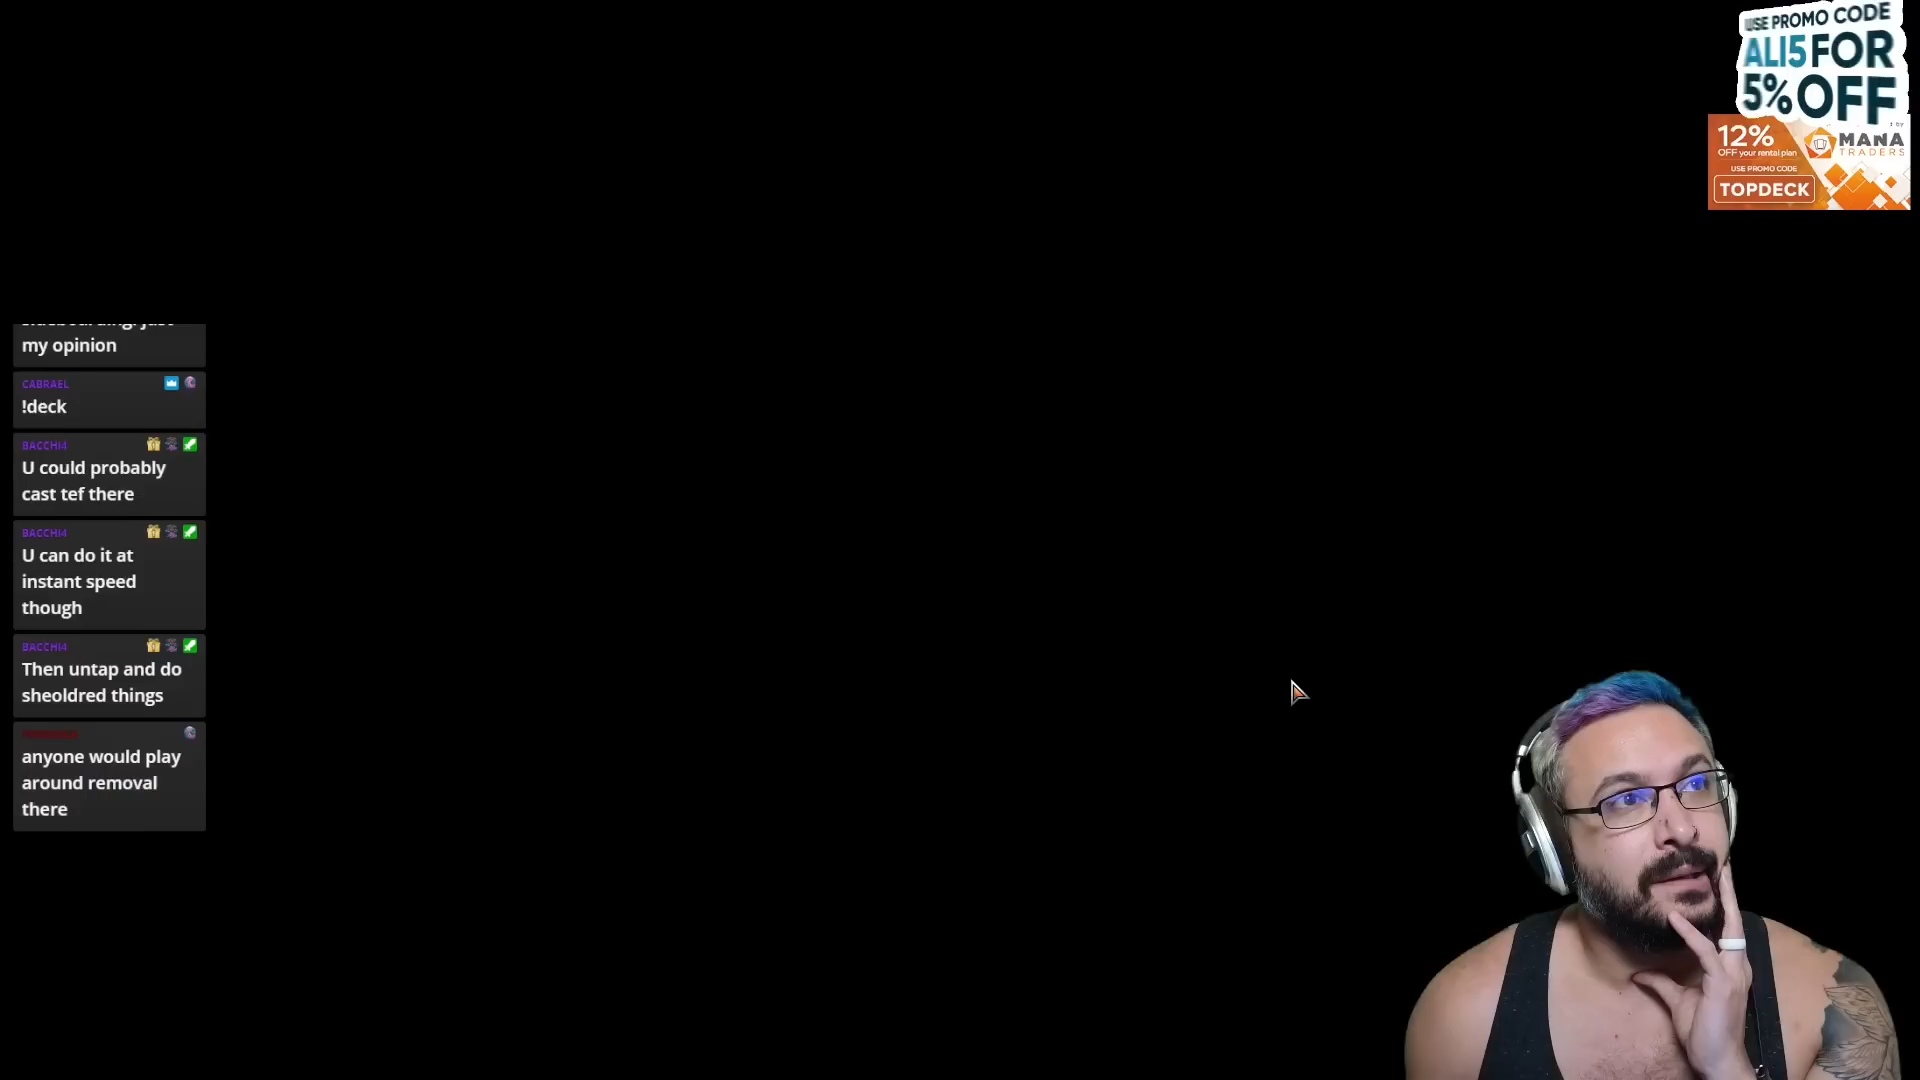 my opinion
CABRAEL
!deck
BACCHI4
U could probably
cast tef there
BACCHI4
U can do it at
instant speed
though
BACCHI4
Then untap and do
sheoldred things
anyone would play
around removal
there
USE PROMO CODE
ALI5 FOR
5% OFF
12%
OFF your rental plan
USE PROMO CODE
TOPDECK
MANA
TRADERS